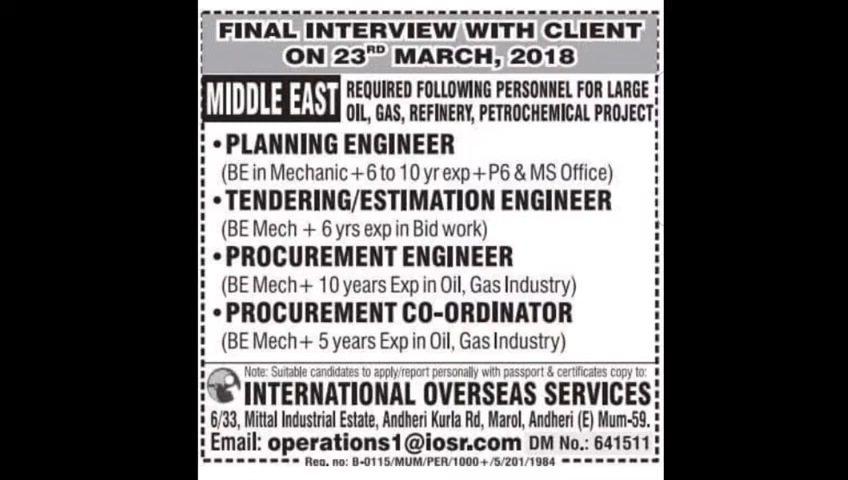 FINAL INTERVIEW WITH CLIENT
ON 23RD MARCH, 2018
MIDDLE EAST
REQUIRED FOLLOWING PERSONNEL FOR LARGE
OIL, GAS, REFINERY, PETROCHEMICAL PROJECT
• PLANNING ENGINEER
(BE in Mechanic + 6 to 10 yr exp + P6 & MS Office)
• TENDERING/ESTIMATION ENGINEER
(BE Mech + 6 yrs exp in Bid work)
• PROCUREMENT ENGINEER
(BE Mech + 10 years Exp in Oil, Gas Industry)
• PROCUREMENT CO-ORDINATOR
(BE Mech + 5 years Exp in Oil, Gas Industry)
Note: Suitable candidates to apply/report personally with passport & certificates copy to:
INTERNATIONAL OVERSEAS SERVICES
6/33, Mittal Industrial Estate, Andheri Kurla Rd, Marol, Andheri (E) Mum-59.
Email: operations1@iosr.com DM No.: 641511
Reg. no: B-0115/MUM/PER/1000+/5/201/1984